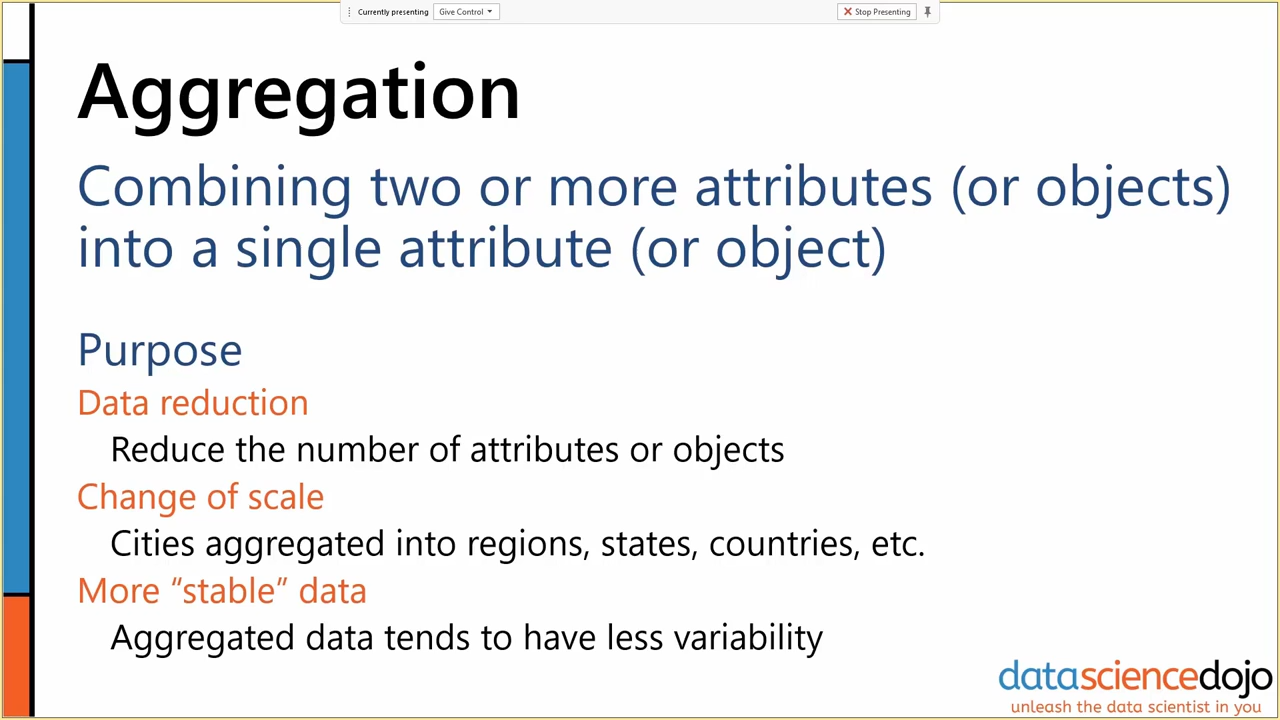 Currently presenting Give Control Stop Presenting
Aggregation
Combining two or more attributes (or objects)
into a single attribute (or object)
Purpose
Data reduction
Reduce the number of attributes or objects
Change of scale
Cities aggregated into regions, states, countries, etc.
More “stable” data
Aggregated data tends to have less variability
datasciencedojo
unleash the data scientist in you